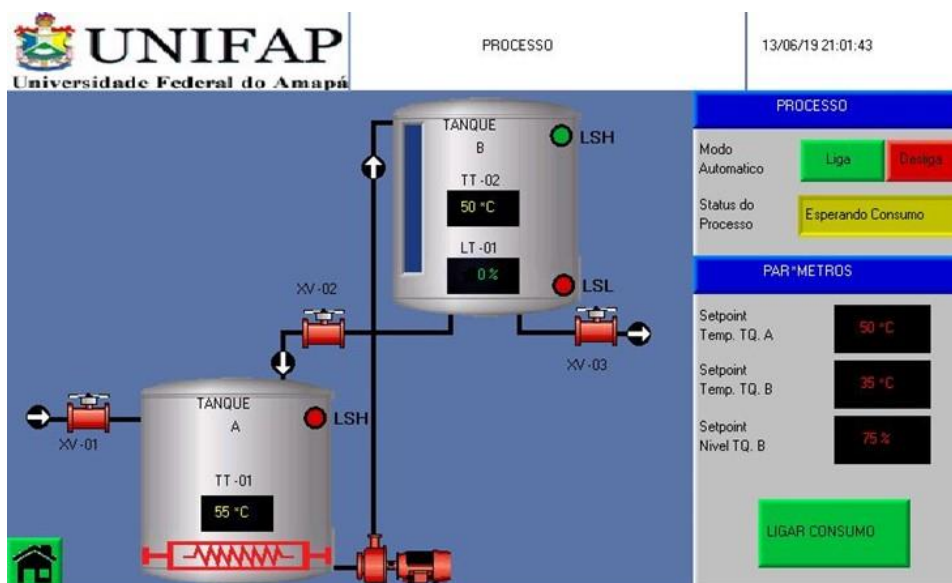 UNIFAP
Universidade Federal do Amapá
PROCESSO
13/06/19 21:01:43
TANQUE
B
LSH
TT-02
50 °C
LT-01
0 %
LSL
XV-02
XV-03
XV-01
TANQUE
A
LSH
TT-01
55 °C
PROCESSO
Modo
Automatico
Liga
Desliga
Status do
Processo
Esperando Consumo
PAR"METROS
Setpoint
Temp. TQ. A
50 °C
Setpoint
Temp. TQ. B
35 °C
Setpoint
Nivel TQ. B
75 %
LIGAR CONSUMO